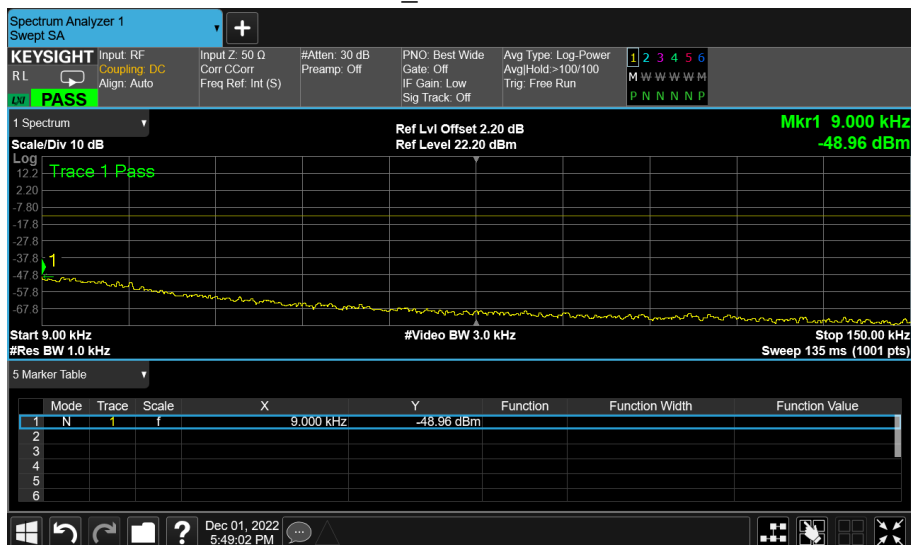 Spectrum Analyzer 1
Swept SA
+
KEYSIGHT Input: RF Input Z: 50 Ω #Atten: 30 dB PNO: Best Wide Avg Type: Log-Power 1 2 3 4 5 6
RL Coupling: DC Corr CCorr Preamp: Off Gate: Off Avg|Hold:>100/100 M W W W W M
Align: Auto Freq Ref: Int (S) IF Gain: Low Trig: Free Run
LXI PASS Sig Track: Off P N N N N P
1 Spectrum Ref Lvl Offset 2.20 dB Mkr1 9.000 kHz
Scale/Div 10 dB Ref Level 22.20 dBm -48.96 dBm
Log
12.2 Trace 1 Pass
2.20
-7.80
-17.8
-27.8
-37.8 1
-47.8
-57.8
-67.8
Start 9.00 kHz #Video BW 3.0 kHz Stop 150.00 kHz
#Res BW 1.0 kHz Sweep 135 ms (1001 pts)
5 Marker Table
Mode Trace Scale X Y Function Function Width Function Value
1 N 1 f 9.000 kHz -48.96 dBm
2
3
4
5
6
? Dec 01, 2022
5:49:02 PM